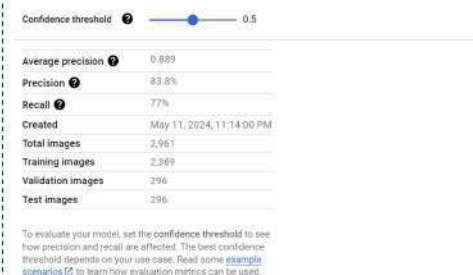 Confidence threshold ? 0.5
Average precision ? 0.889
Precision ? 83.8%
Recall ? 77%
Created May 11, 2024, 11:14:00 PM
Total images 2,961
Training images 2,369
Validation images 296
Test images 296
To evaluate your model, set the confidence threshold to see
how precision and recall are affected. The best confidence
threshold depends on your use case. Read some example
scenarios to learn how evaluation metrics can be used.